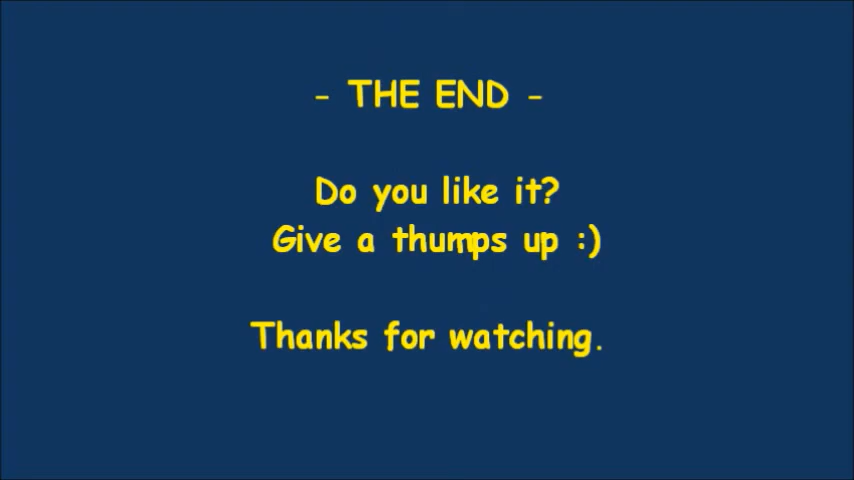 - THE END -
Do you like it?
Give a thumps up :)
Thanks for watching.